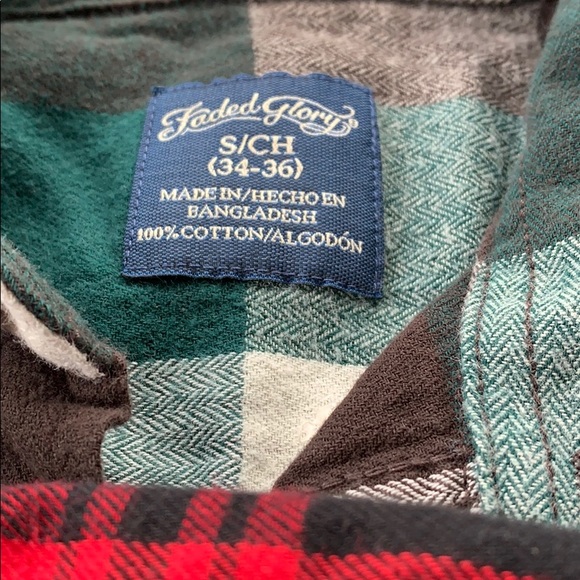 Faded Glory
S/CH
(34-36)
MADE IN/HECHO EN
BANGLADESH
100% COTTON/ALGODÓN